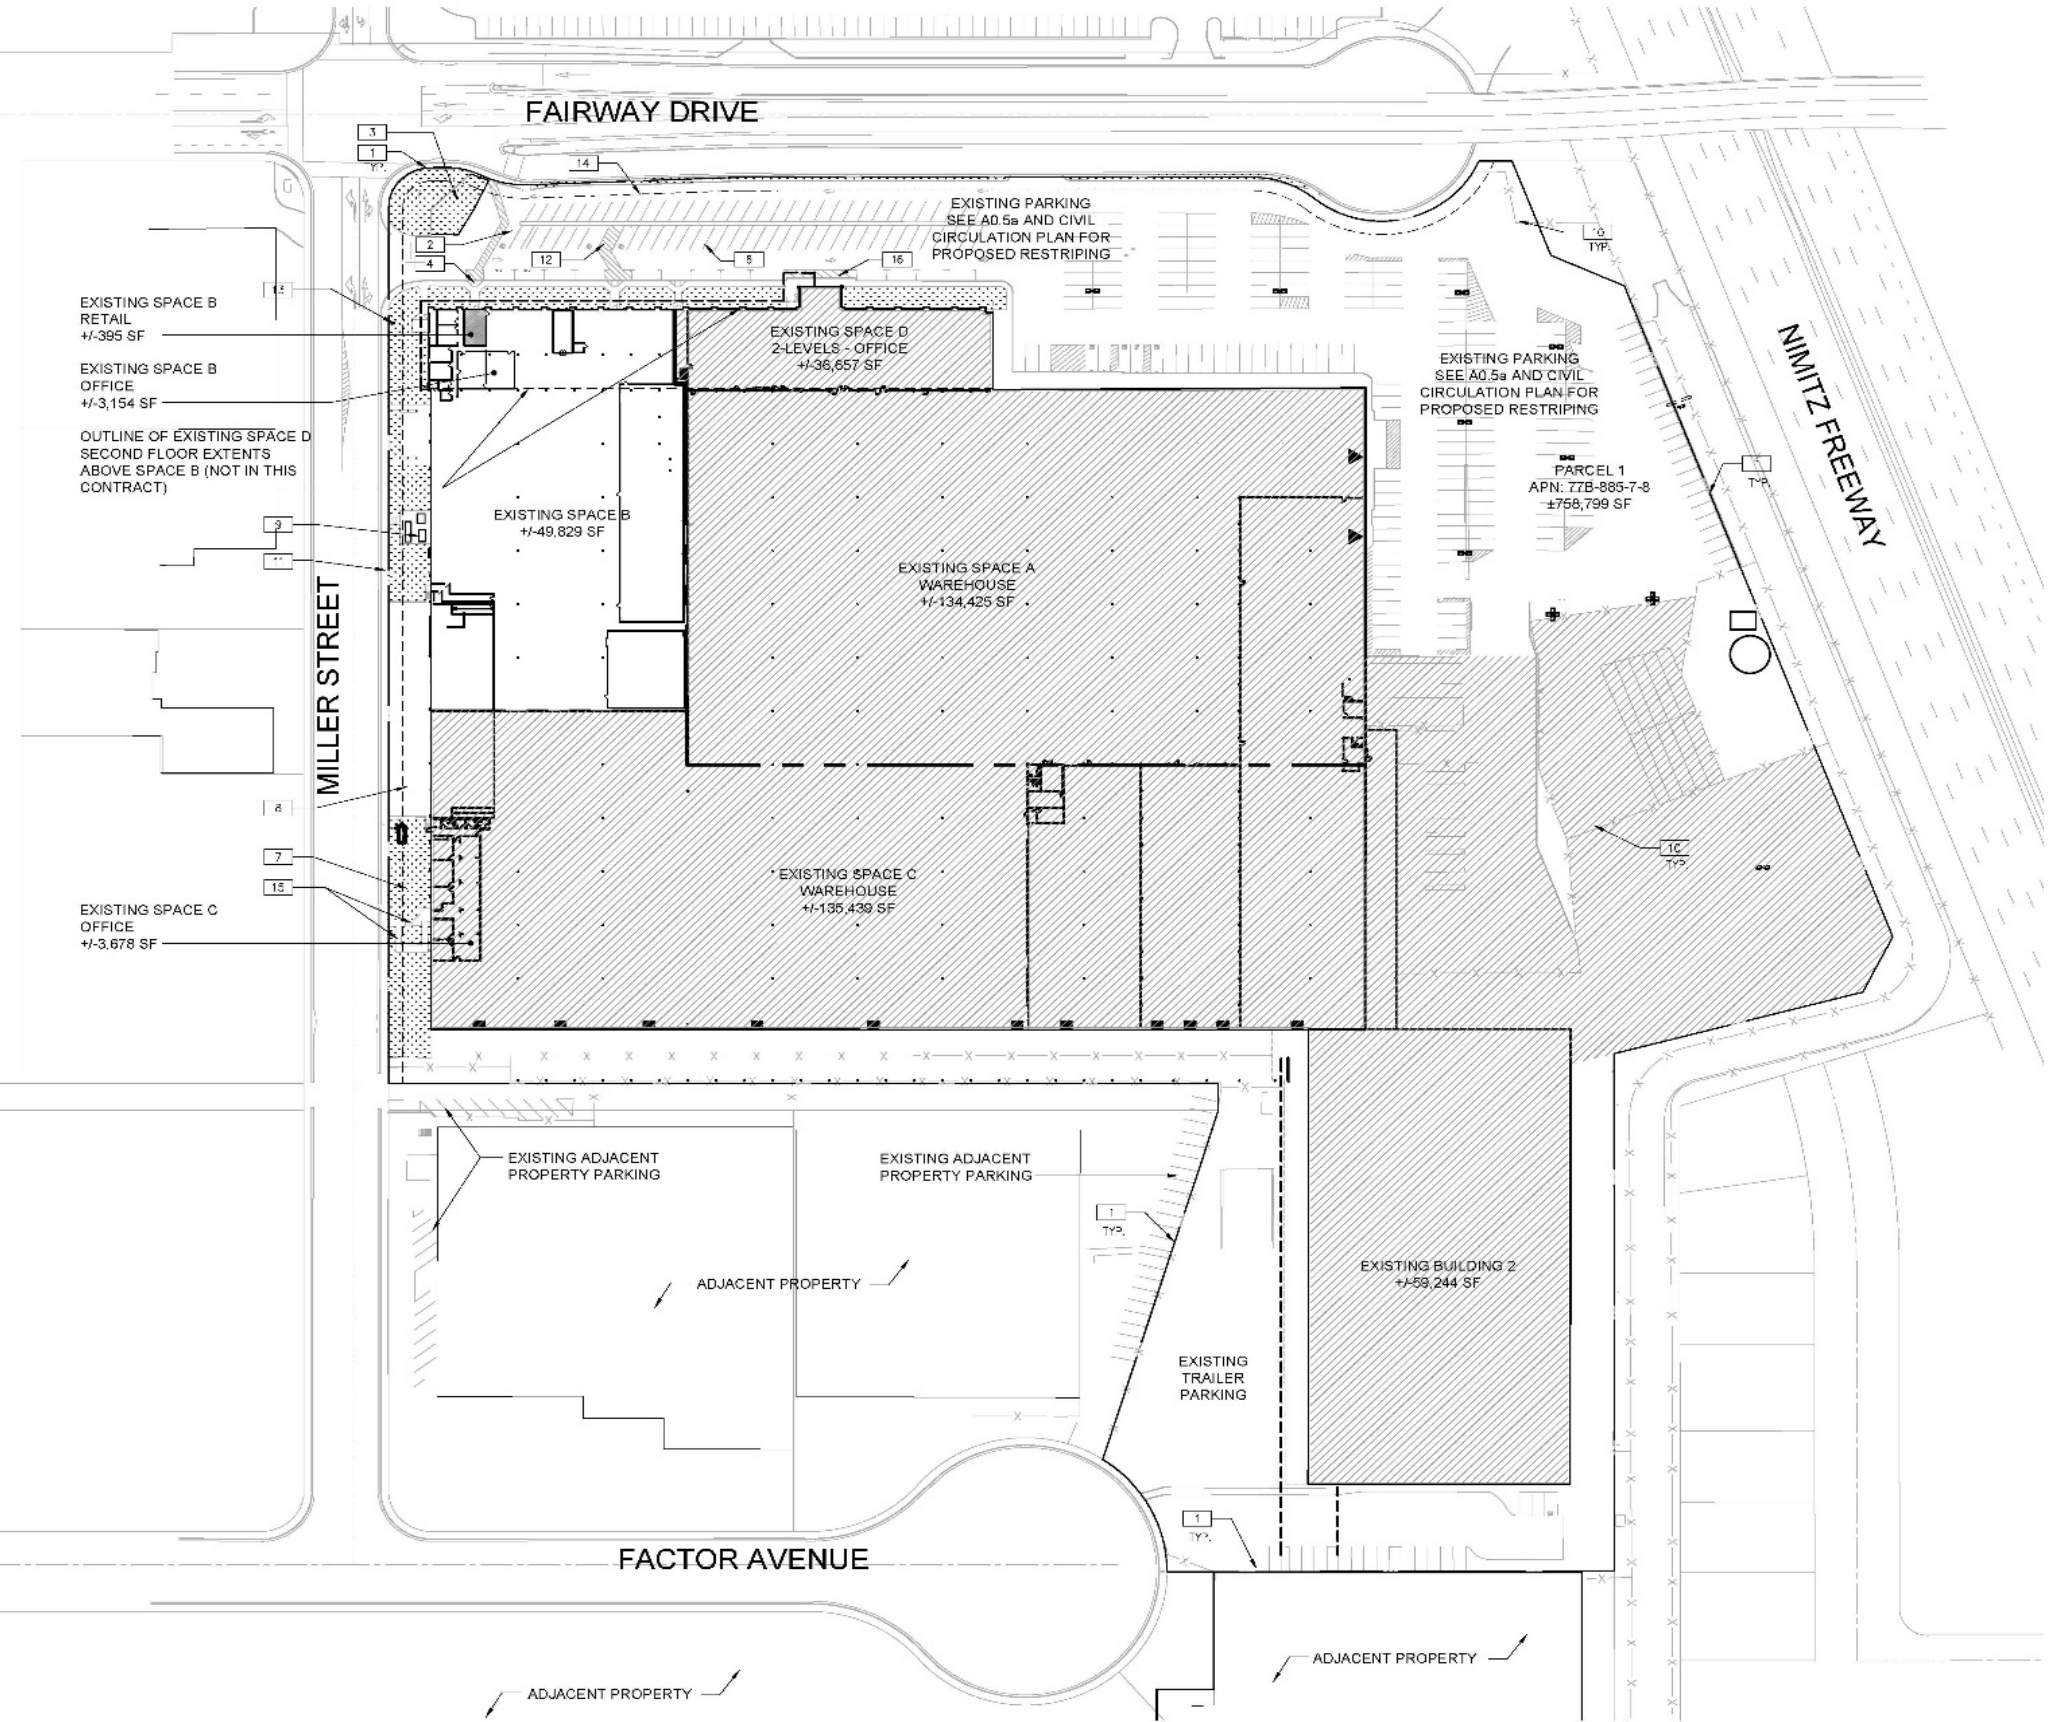 FAIRWAY DRIVE
3
1
TYP.
14
EXISTING PARKING
SEE A0.5a AND CIVIL
CIRCULATION PLAN FOR
PROPOSED RESTRIPING
2
4
12
16
10
TYP.
EXISTING SPACE B
RETAIL
+/-395 SF
EXISTING SPACE B
OFFICE
+/-3,154 SF
OUTLINE OF EXISTING SPACE D
SECOND FLOOR EXTENTS
ABOVE SPACE B (NOT IN THIS
CONTRACT)
EXISTING SPACE D
2-LEVELS - OFFICE
+/-36,657 SF
EXISTING PARKING
SEE A0.5a AND CIVIL
CIRCULATION PLAN FOR
PROPOSED RESTRIPING
NIMITZ FREEWAY
PARCEL 1
APN: 77B-885-7-8
±758,799 SF
1
TYP.
EXISTING SPACE B
+/-49,829 SF
9
11
EXISTING SPACE A
WAREHOUSE
+/-134,425 SF
MILLER STREET
7
15
10
TYP.
EXISTING SPACE C
WAREHOUSE
+/-135,439 SF
EXISTING SPACE C
OFFICE
+/-3,678 SF
EXISTING ADJACENT
PROPERTY PARKING
EXISTING ADJACENT
PROPERTY PARKING
1
TYP.
ADJACENT PROPERTY
EXISTING BUILDING 2
+/-59,244 SF
EXISTING
TRAILER
PARKING
1
TYP.
FACTOR AVENUE
ADJACENT PROPERTY
ADJACENT PROPERTY